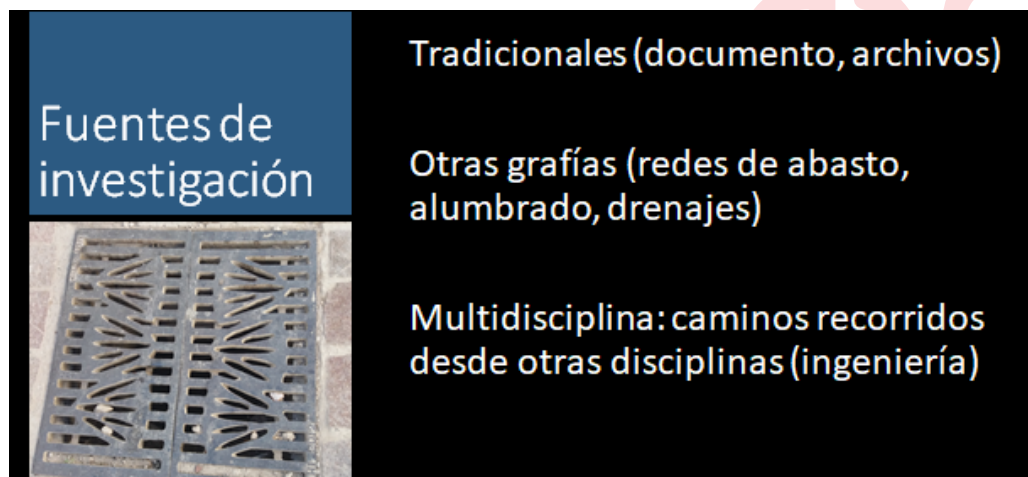 Fuentes de
investigación
Tradicionales (documento, archivos)
Otras grafías (redes de abasto,
alumbrado, drenajes)
Multidisciplina: caminos recorridos
desde otras disciplinas (ingeniería)